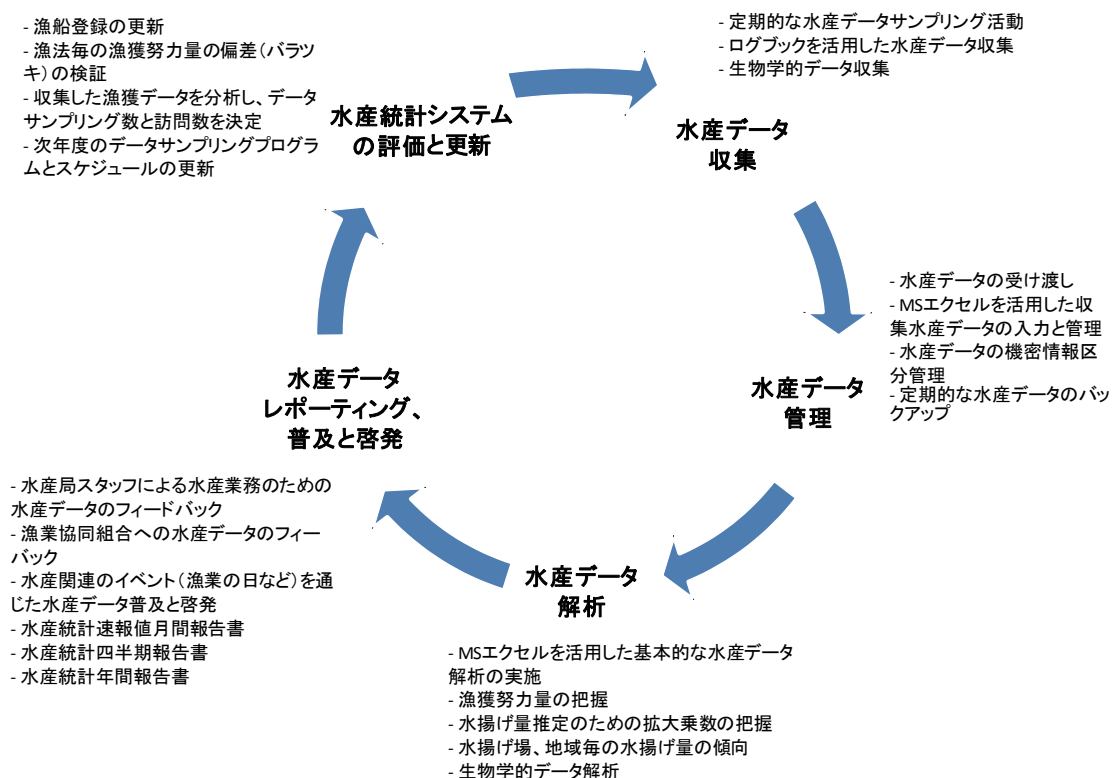 - 漁船登録の更新
- 漁法毎の漁獲努力量の偏差（バラツ
キ）の検証
- 収集した漁獲データを分析し、データ
サンプリング数と訪問数を決定
- 次年度のデータサンプリングプログラ
ムとスケジュールの更新
水産統計システム
の評価と更新
- 定期的な水産データサンプリング活動
- ログブックを活用した水産データ収集
- 生物学的データ収集
水産データ
収集
- 水産データの受け渡し
- MSエクセルを活用した収
集水産データの入力と管理
- 水産データの機密情報区
分管理
- 定期的な水産データのバッ
クアップ
水産データ
管理
水産データ
レポーティング、
普及と啓発
- 水産局スタッフによる水産業務のための
水産データのフィードバック
- 漁業協同組合への水産データのフィー
バック
- 水産関連のイベント（漁業の日など）を通
じた水産データ普及と啓発
- 水産統計速報値月間報告書
- 水産統計四半期報告書
- 水産統計年間報告書
水産データ
解析
- MSエクセルを活用した基本的な水産データ
解析の実施
- 漁獲努力量の把握
- 水揚げ量推定のための拡大乗数の把握
- 水揚げ場、地域毎の水揚げ量の傾向
- 生物学的データ解析